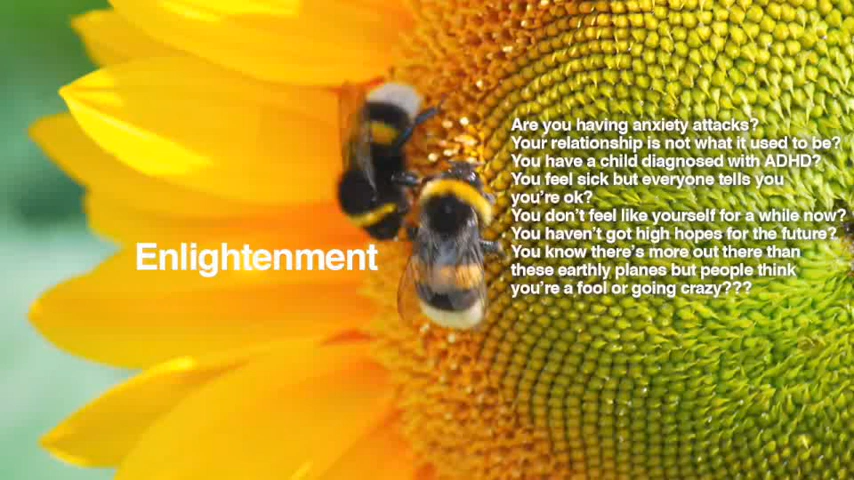 Enlightenment
Are you having anxiety attacks?
Your relationship is not what it used to be?
You have a child diagnosed with ADHD?
You feel sick but everyone tells you
you're ok?
You don't feel like yourself for a while now?
You haven't got high hopes for the future?
You know there's more out there than
these earthly planes but people think
you're a fool or going crazy???